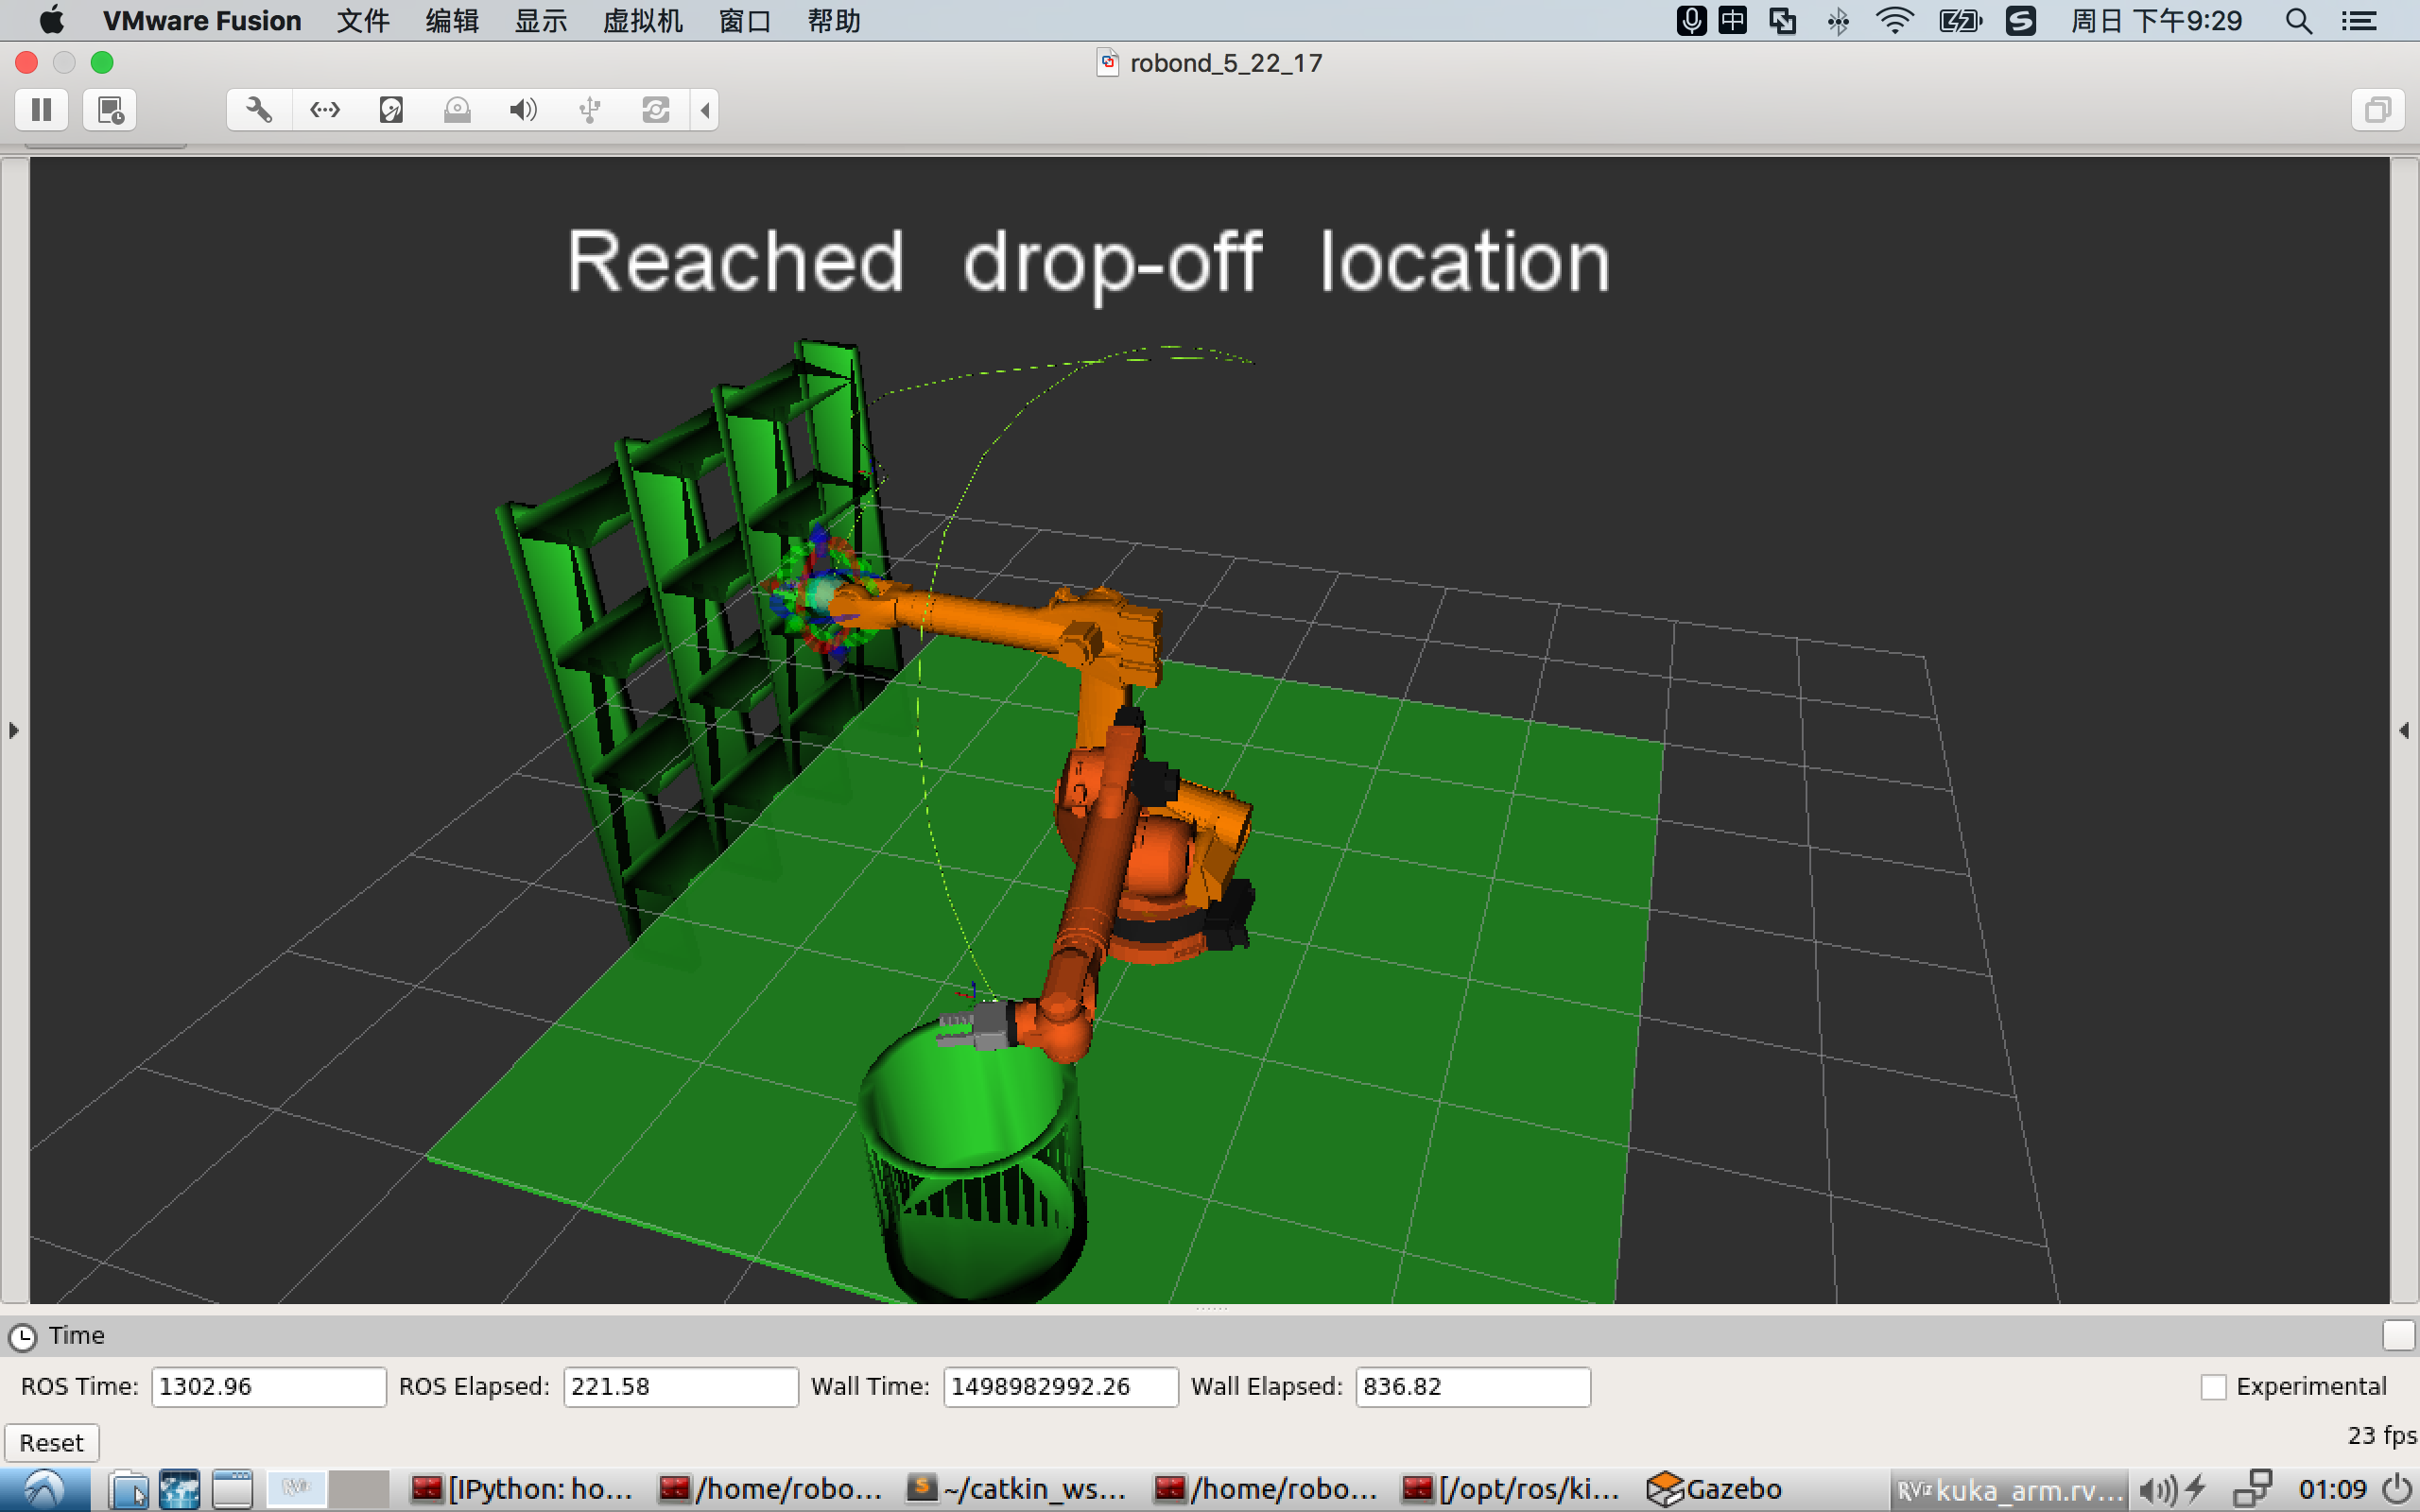 VMware Fusion 文件 编辑 显示 虚拟机 窗口 帮助 中 周日 下午9:29
robond_5_22_17
Reached drop-off location
Time
ROS Time: 1302.96 ROS Elapsed: 221.58 Wall Time: 1498982992.26 Wall Elapsed: 836.82 Experimental
Reset 23 fps
[IPython: ho... /home/robo... ~/catkin_ws... /home/robo... [/opt/ros/ki... Gazebo RViz kuka_arm.rv... 01:09